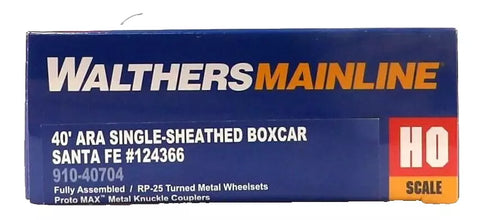 WALTHERSMAINLINE
40' ARA SINGLE-SHEATHED BOXCAR
SANTA FE #124366
910-40704
Fully Assembled / RP-25 Turned Metal Wheelsets
Proto MAX™ Metal Knuckle Couplers
HO
SCALE